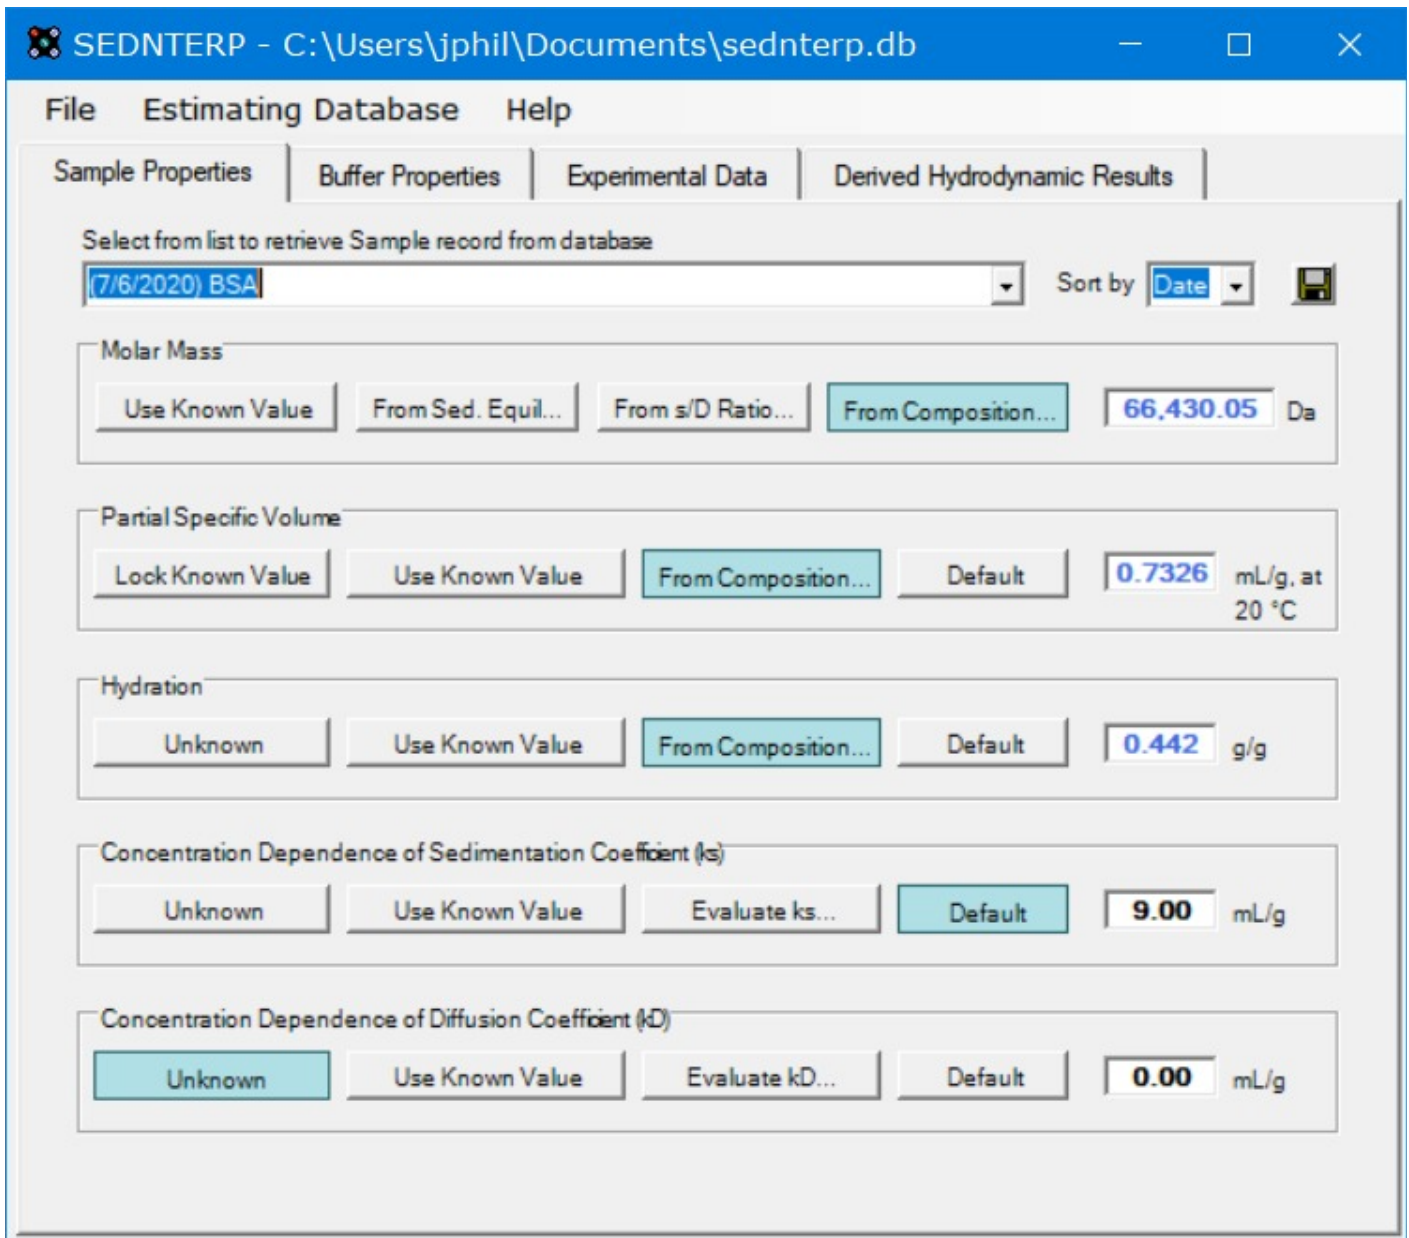 SEDNTERP - C:\Users\jphil\Documents\sednterp.db
File Estimating Database Help
Sample Properties Buffer Properties Experimental Data Derived Hydrodynamic Results
Select from list to retrieve Sample record from database
(7/6/2020) BSA Sort by Date
Molar Mass
Use Known Value From Sed. Equil... From s/D Ratio... From Composition... 66,430.05 Da
Partial Specific Volume
Lock Known Value Use Known Value From Composition... Default 0.7326 mL/g, at
20 °C
Hydration
Unknown Use Known Value From Composition... Default 0.442 g/g
Concentration Dependence of Sedimentation Coefficient (ks)
Unknown Use Known Value Evaluate ks... Default 9.00 mL/g
Concentration Dependence of Diffusion Coefficient (kD)
Unknown Use Known Value Evaluate kD... Default 0.00 mL/g